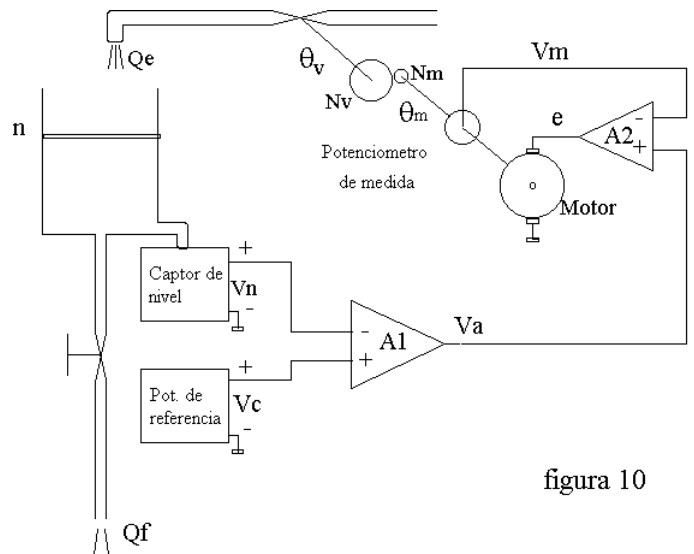 Qe
θv
Nv
Nm
θm
Vm
e
A2
-
+
n
Potenciometro
de medida
Motor
Captor de
nivel
+
Vn
-
Va
A1
-
+
Pot. de
referencia
+
Vc
-
figura 10
Qf